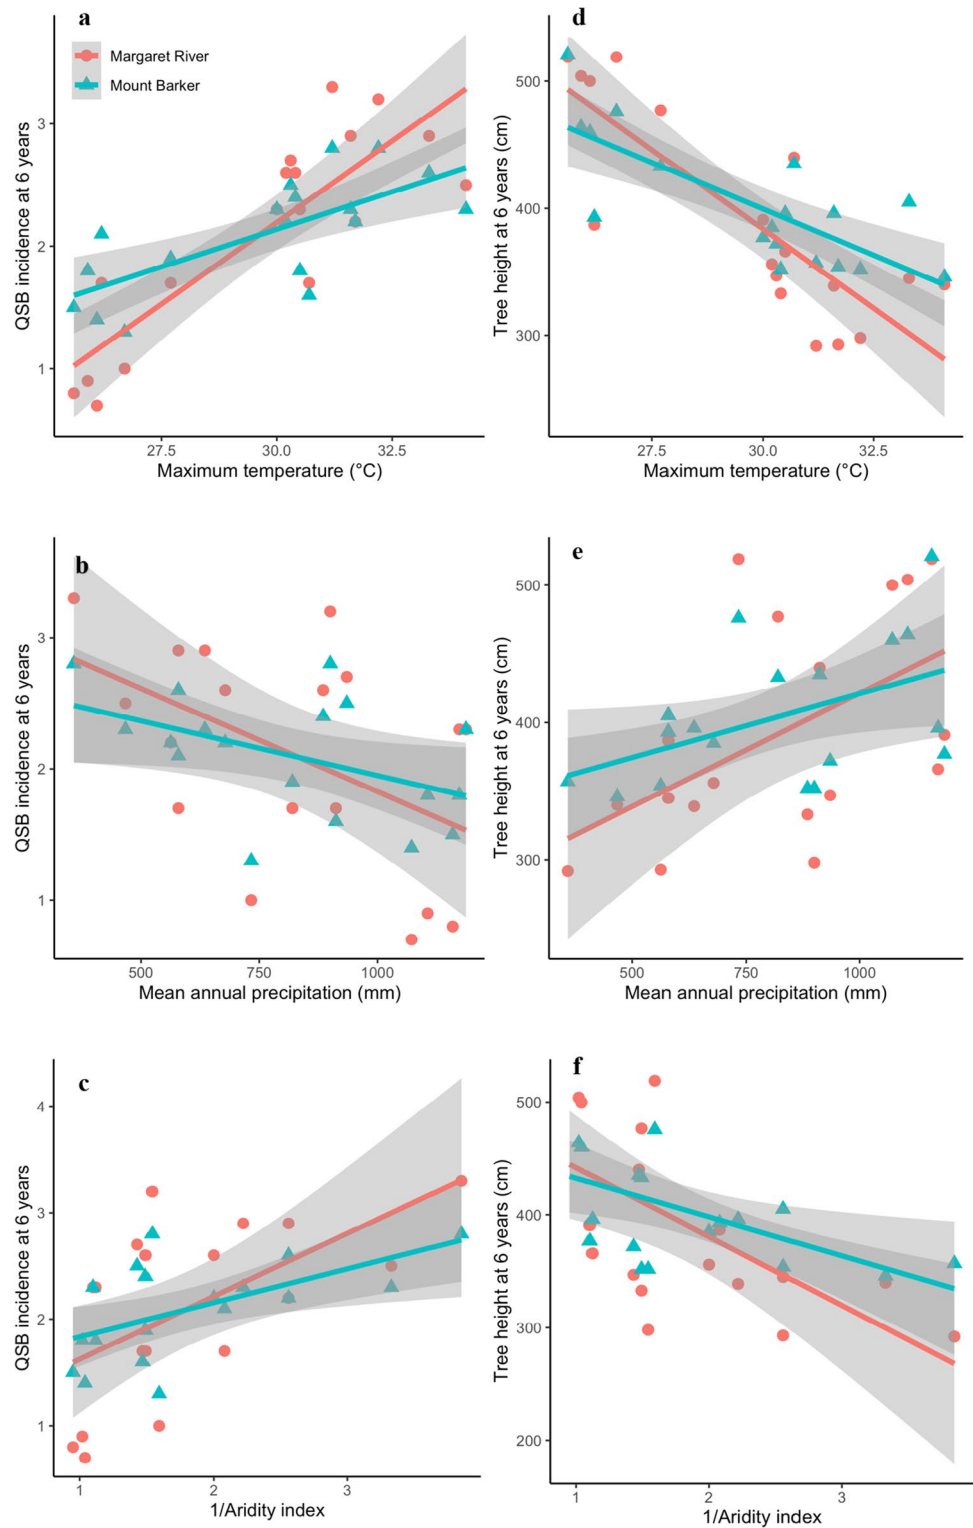 a
Margaret River
Mount Barker
QSB incidence at 6 years
3
2
1
27.5 30.0 32.5
Maximum temperature (°C)
d
Tree height at 6 years (cm)
500
400
300
27.5 30.0 32.5
Maximum temperature (°C)
b
QSB incidence at 6 years
3
2
1
500 750 1000
Mean annual precipitation (mm)
e
Tree height at 6 years (cm)
500
400
300
500 750 1000
Mean annual precipitation (mm)
c
QSB incidence at 6 years
4
3
2
1
1 2 3
1/Aridity index
f
Tree height at 6 years (cm)
500
400
300
200
1 2 3
1/Aridity index